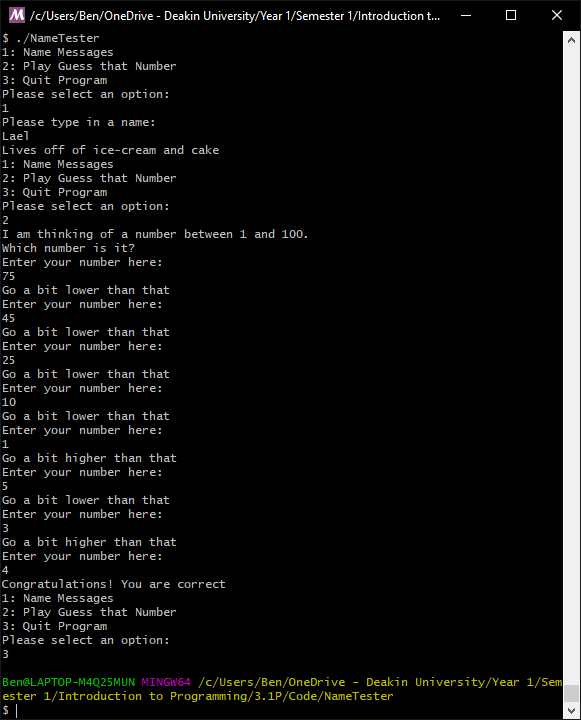 M /c/Users/Ben/OneDrive - Deakin University/Year 1/Semester 1/Introduction t...
$ ./NameTester
1: Name Messages
2: Play Guess that Number
3: Quit Program
Please select an option:
1
Please type in a name:
Lael
Lives off of ice-cream and cake
1: Name Messages
2: Play Guess that Number
3: Quit Program
Please select an option:
2
I am thinking of a number between 1 and 100.
Which number is it?
Enter your number here:
75
Go a bit lower than that
Enter your number here:
45
Go a bit lower than that
Enter your number here:
25
Go a bit lower than that
Enter your number here:
10
Go a bit lower than that
Enter your number here:
1
Go a bit higher than that
Enter your number here:
5
Go a bit lower than that
Enter your number here:
3
Go a bit higher than that
Enter your number here:
4
Congratulations! You are correct
1: Name Messages
2: Play Guess that Number
3: Quit Program
Please select an option:
3
Ben@LAPTOP-M4Q25MUN MINGW64 /c/Users/Ben/OneDrive - Deakin University/Year 1/Sem
ester 1/Introduction to Programming/3.1P/Code/NameTester
$